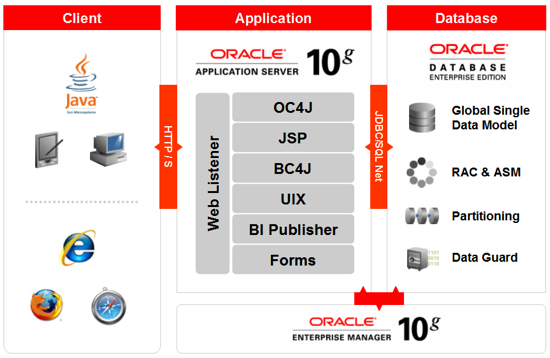 Client
Java
Sun Microsystems
HTTP / S
Application
ORACLE
APPLICATION SERVER 10g
Web Listener
OC4J
JSP
BC4J
UIX
BI Publisher
Forms
JDBC/SQL Net
Database
ORACLE
DATABASE
ENTERPRISE EDITION
Global Single
Data Model
RAC & ASM
Partitioning
Data Guard
ORACLE
ENTERPRISE MANAGER 10g